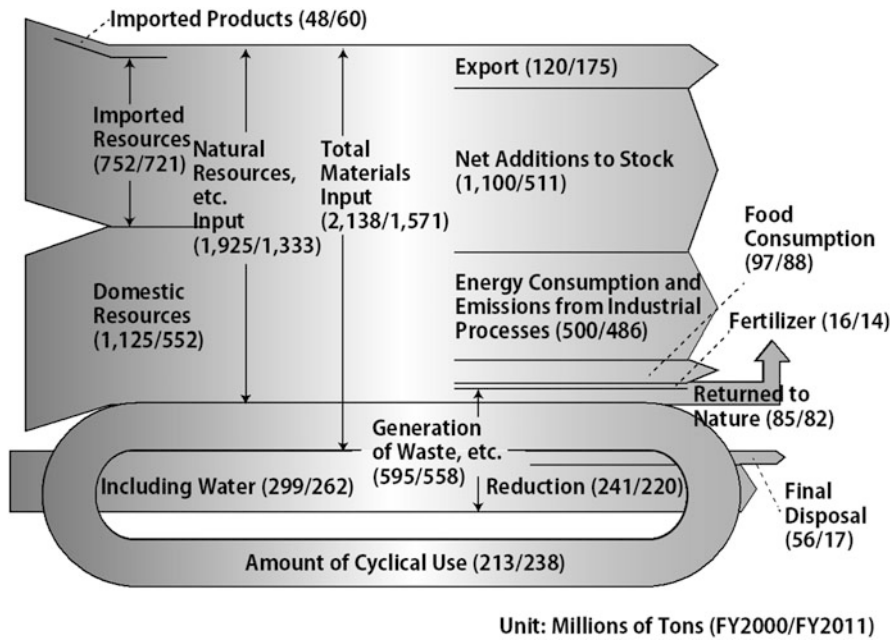 Imported Products (48/60)
Export (120/175)
Imported
Resources
(752/721)
Natural
Resources,
etc.
Input
(1,925/1,333)
Total
Materials
Input
(2,138/1,571)
Net Additions to Stock
(1,100/511)
Food
Consumption
(97/88)
Domestic
Resources
(1,125/552)
Energy Consumption and
Emissions from Industrial
Processes (500/486)
Fertilizer (16/14)
Returned to
Nature (85/82)
Generation
of Waste, etc.
(595/558)
Including Water (299/262)
Reduction (241/220)
Final
Disposal
(56/17)
Amount of Cyclical Use (213/238)
Unit: Millions of Tons (FY2000/FY2011)